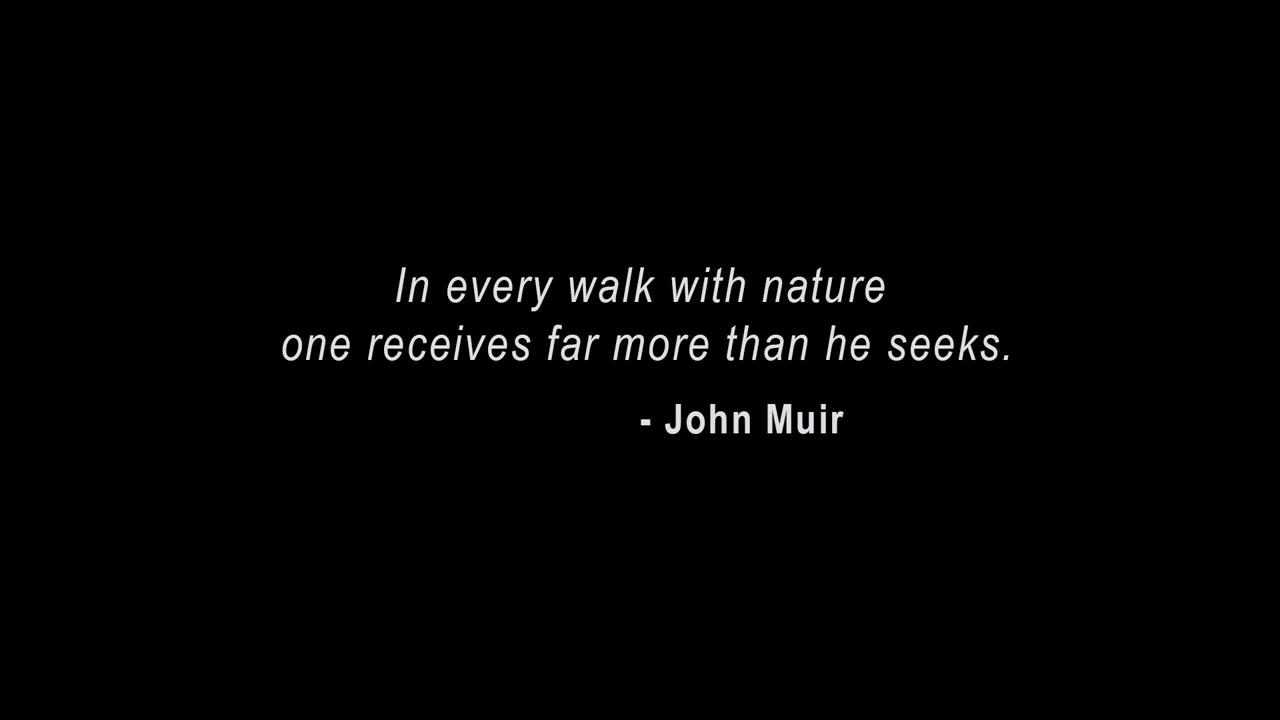 In every walk with nature
one receives far more than he seeks.
- John Muir